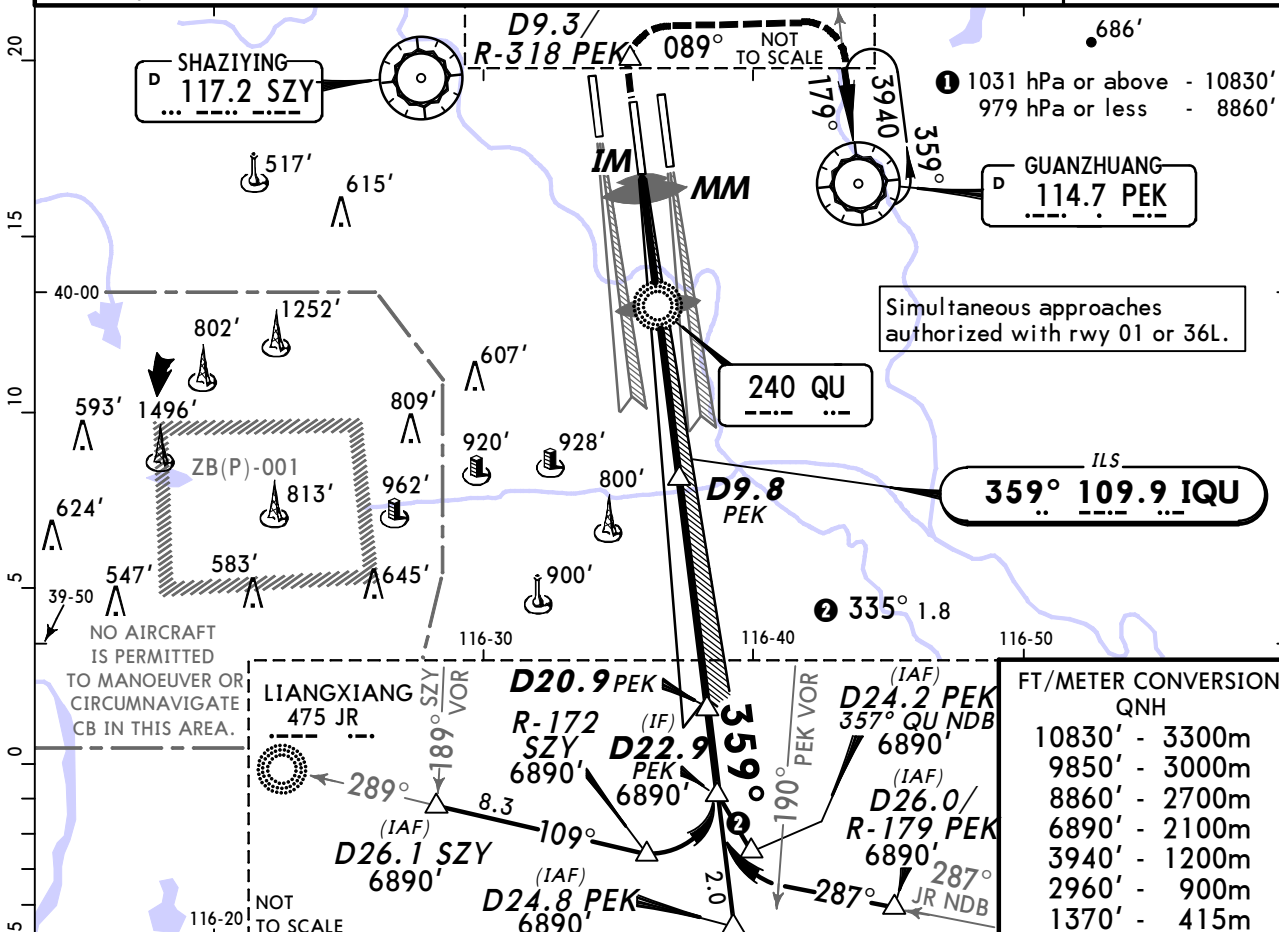 D9.3/
R-318 PEK
089°
NOT
TO SCALE
179°
3940
359°
686'
SHAZIYING
D
117.2 SZY
❶ 1031 hPa or above - 10830'
979 hPa or less - 8860'
517'
615'
IM
MM
GUANZHUANG
D
114.7 PEK
20
15
10
5
0
5
40-00
1252'
802'
607'
Simultaneous approaches
authorized with rwy 01 or 36L.
593'
1496'
809'
240 QU
920'
928'
ZB(P)-001
813'
962'
800'
D9.8
PEK
ILS
359° 109.9 IQU
624'
547'
583'
645'
900'
39-50
❷ 335° 1.8
116-30
116-40
116-50
NO AIRCRAFT
IS PERMITTED
TO MANOEUVER OR
CIRCUMNAVIGATE
CB IN THIS AREA.
LIANGXIANG
475 JR
189° SZY
VOR
D20.9 PEK
R-172
SZY
6890'
(IF)
D22.9
PEK
6890'
359°
190° PEK VOR
(IAF)
D24.2 PEK
357° QU NDB
6890'
(IAF)
D26.0/
R-179 PEK
6890'
289°
8.3
109°
❷
(IAF)
D26.1 SZY
6890'
(IAF)
D24.8 PEK
6890'
2.0
287°
287°
JR NDB
116-20
NOT
TO SCALE
FT/METER CONVERSION
QNH
10830' - 3300m
9850' - 3000m
8860' - 2700m
6890' - 2100m
3940' - 1200m
2960' - 900m
1370' - 415m